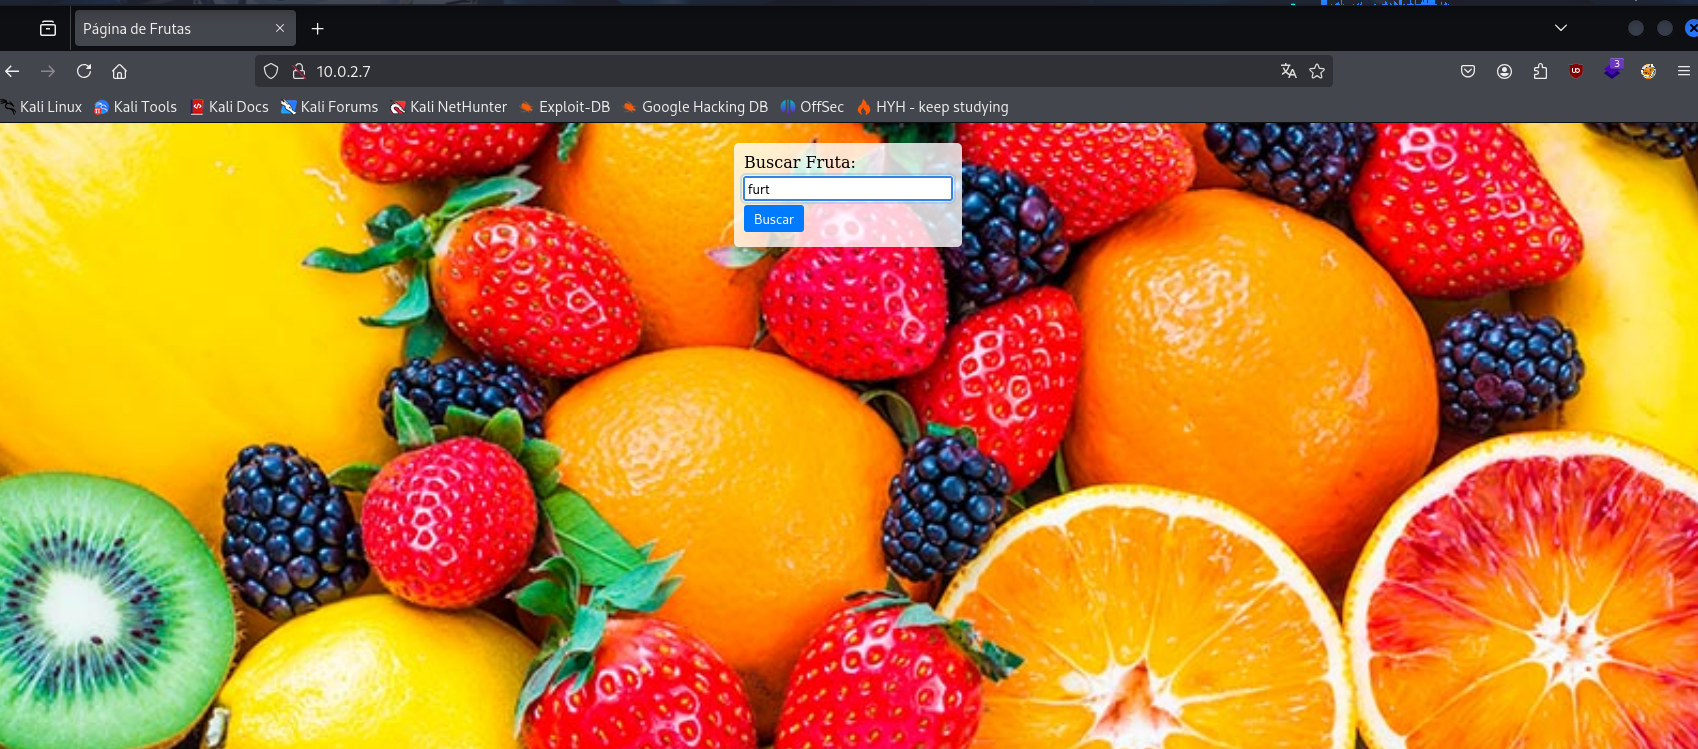 Página de Frutas
10.0.2.7
3
Kali Linux Kali Tools Kali Docs Kali Forums Kali NetHunter Exploit-DB Google Hacking DB OffSec HYH - keep studying
Buscar Fruta:
furt
Buscar